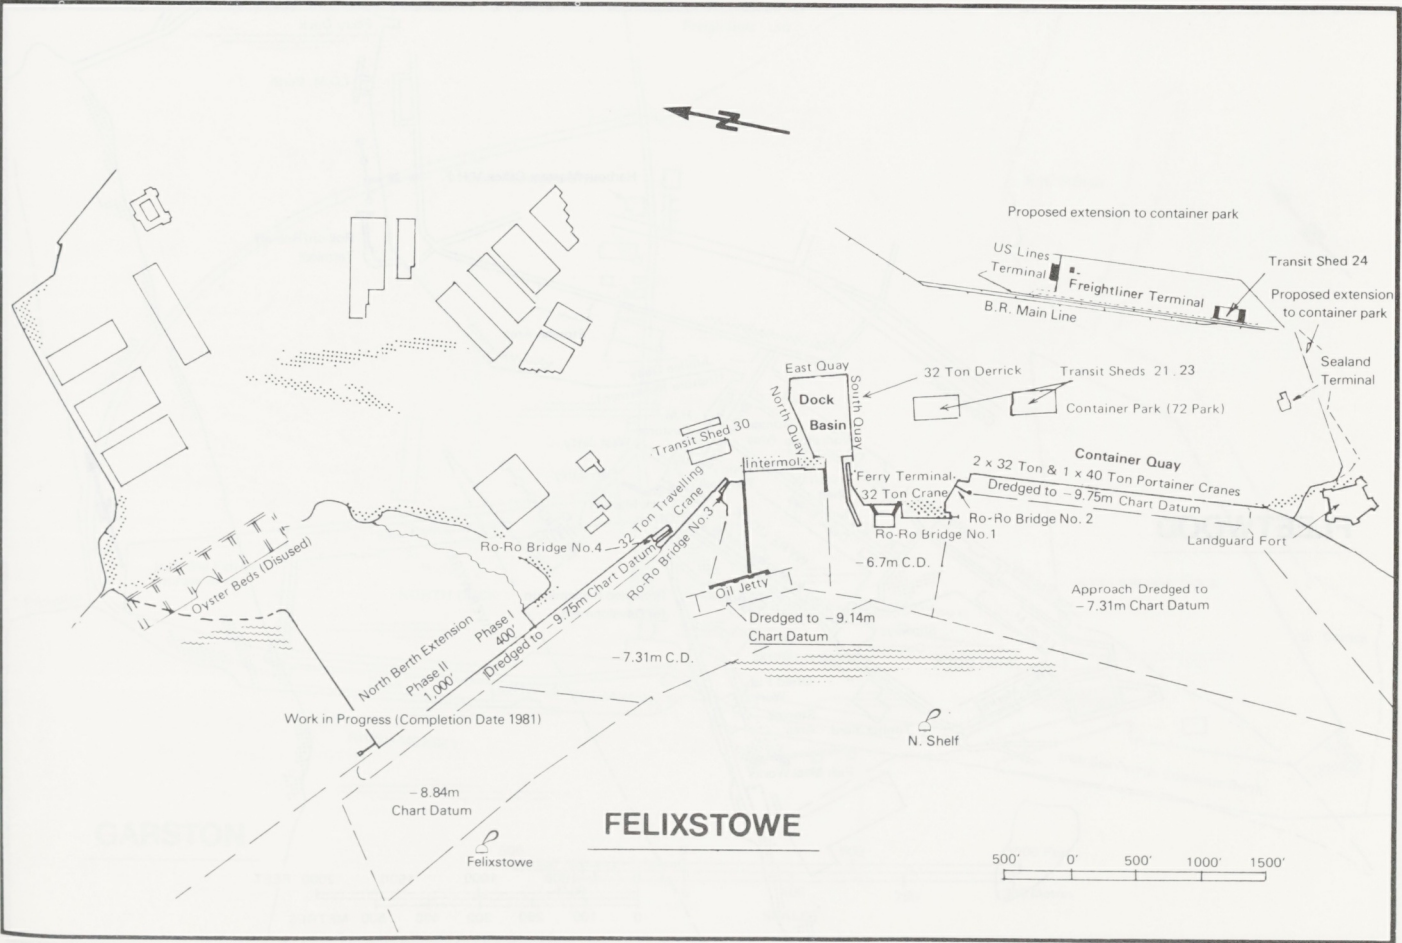 N
Proposed extension to container park
US Lines
Terminal
Freightliner Terminal
B.R. Main Line
Transit Shed 24
Proposed extension
to container park
Sealand
Terminal
East Quay
Dock
Basin
North Quay
South Quay
32 Ton Derrick
Transit Sheds 21 . 23
Container Park (72 Park)
Transit Shed 30
Intermol
Ferry Terminal
32 Ton Crane
Container Quay
2 x 32 Ton & 1 x 40 Ton Portainer Cranes
Dredged to -9.75m Chart Datum
Ro-Ro Bridge No. 2
Ro-Ro Bridge No.1
Landguard Fort
32 Ton Travelling
Crane
Ro-Ro Bridge No.4
Ro-Ro Bridge No.3
Dredged to -9.75m Chart Datum
Oyster Beds (Disused)
-6.7m C.D.
Oil Jetty
Approach Dredged to
-7.31m Chart Datum
Dredged to -9.14m
Chart Datum
-7.31m C.D.
North Berth Extension
Phase I
400'
Phase II
1,000'
Work in Progress (Completion Date 1981)
N. Shelf
-8.84m
Chart Datum
Felixstowe
FELIXSTOWE
500' 0' 500' 1000' 1500'